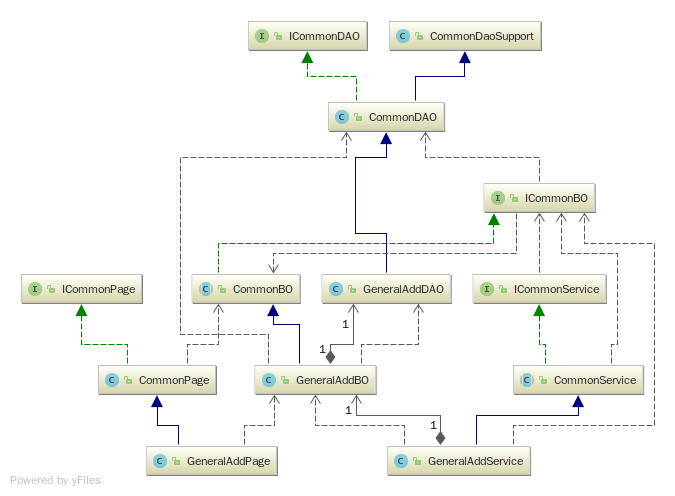 I ICommonDAO
C CommonDaoSupport
C CommonDAO
I ICommonBO
I ICommonPage
C CommonBO
C GeneralAddDAO
I ICommonService
1
1
C CommonPage
C GeneralAddBO
C CommonService
1
1
C GeneralAddPage
C GeneralAddService
Powered by yFiles